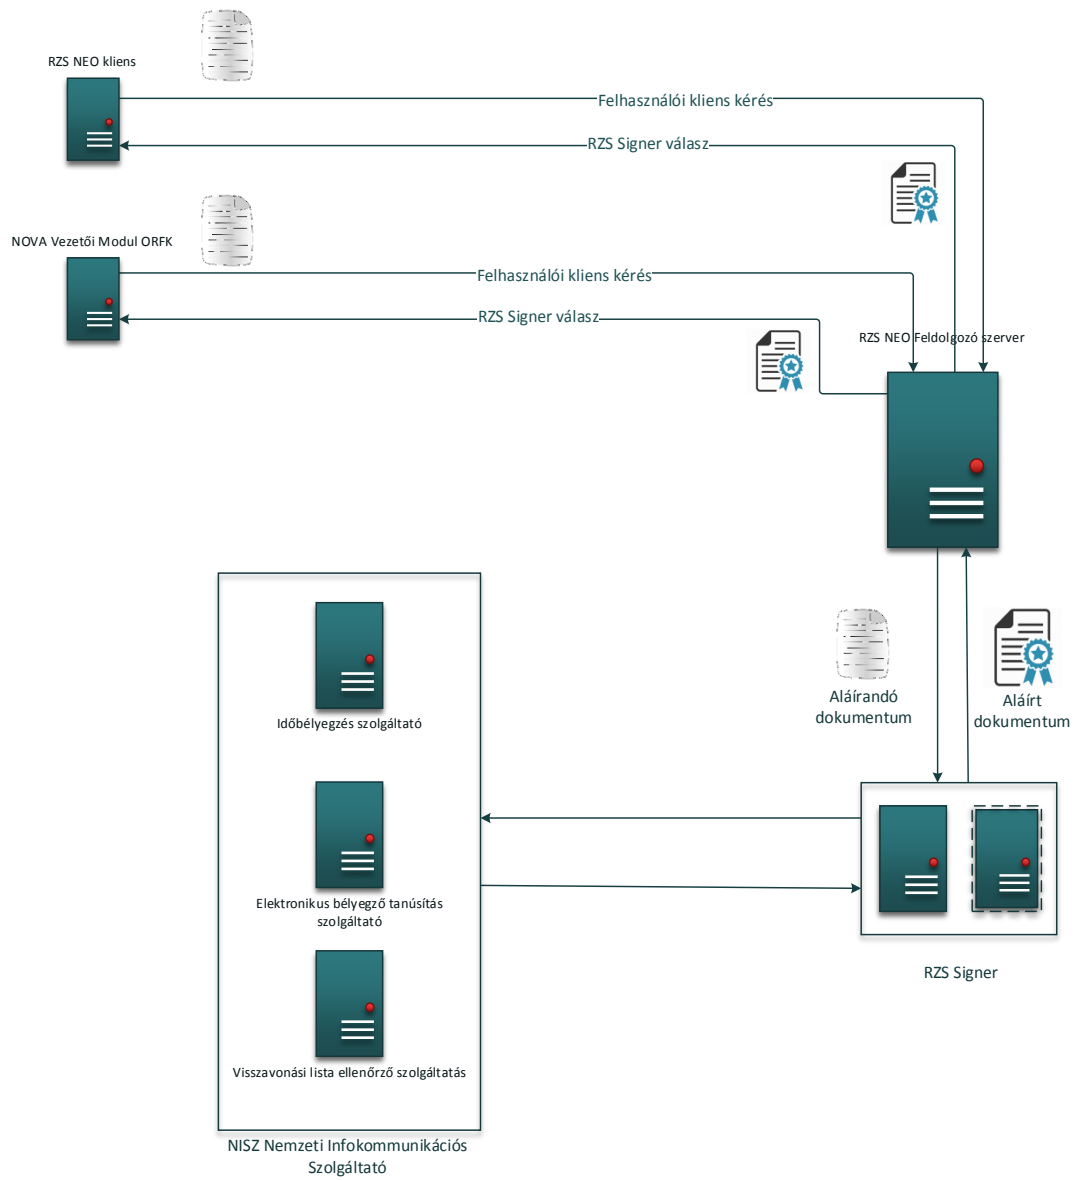 RZS NEO kliens
Felhasználói kliens kérés
RZS Signer válasz
NOVA Vezetői Modul ORFK
Felhasználói kliens kérés
RZS Signer válasz
RZS NEO Feldolgozó szerver
Aláírandó
dokumentum
Aláírt
dokumentum
Időbélyegzés szolgáltató
Elektronikus bélyegző tanúsítás
szolgáltató
RZS Signer
Visszavonási lista ellenőrző szolgáltatás
NISZ Nemzeti Infokommunikációs
Szolgáltató